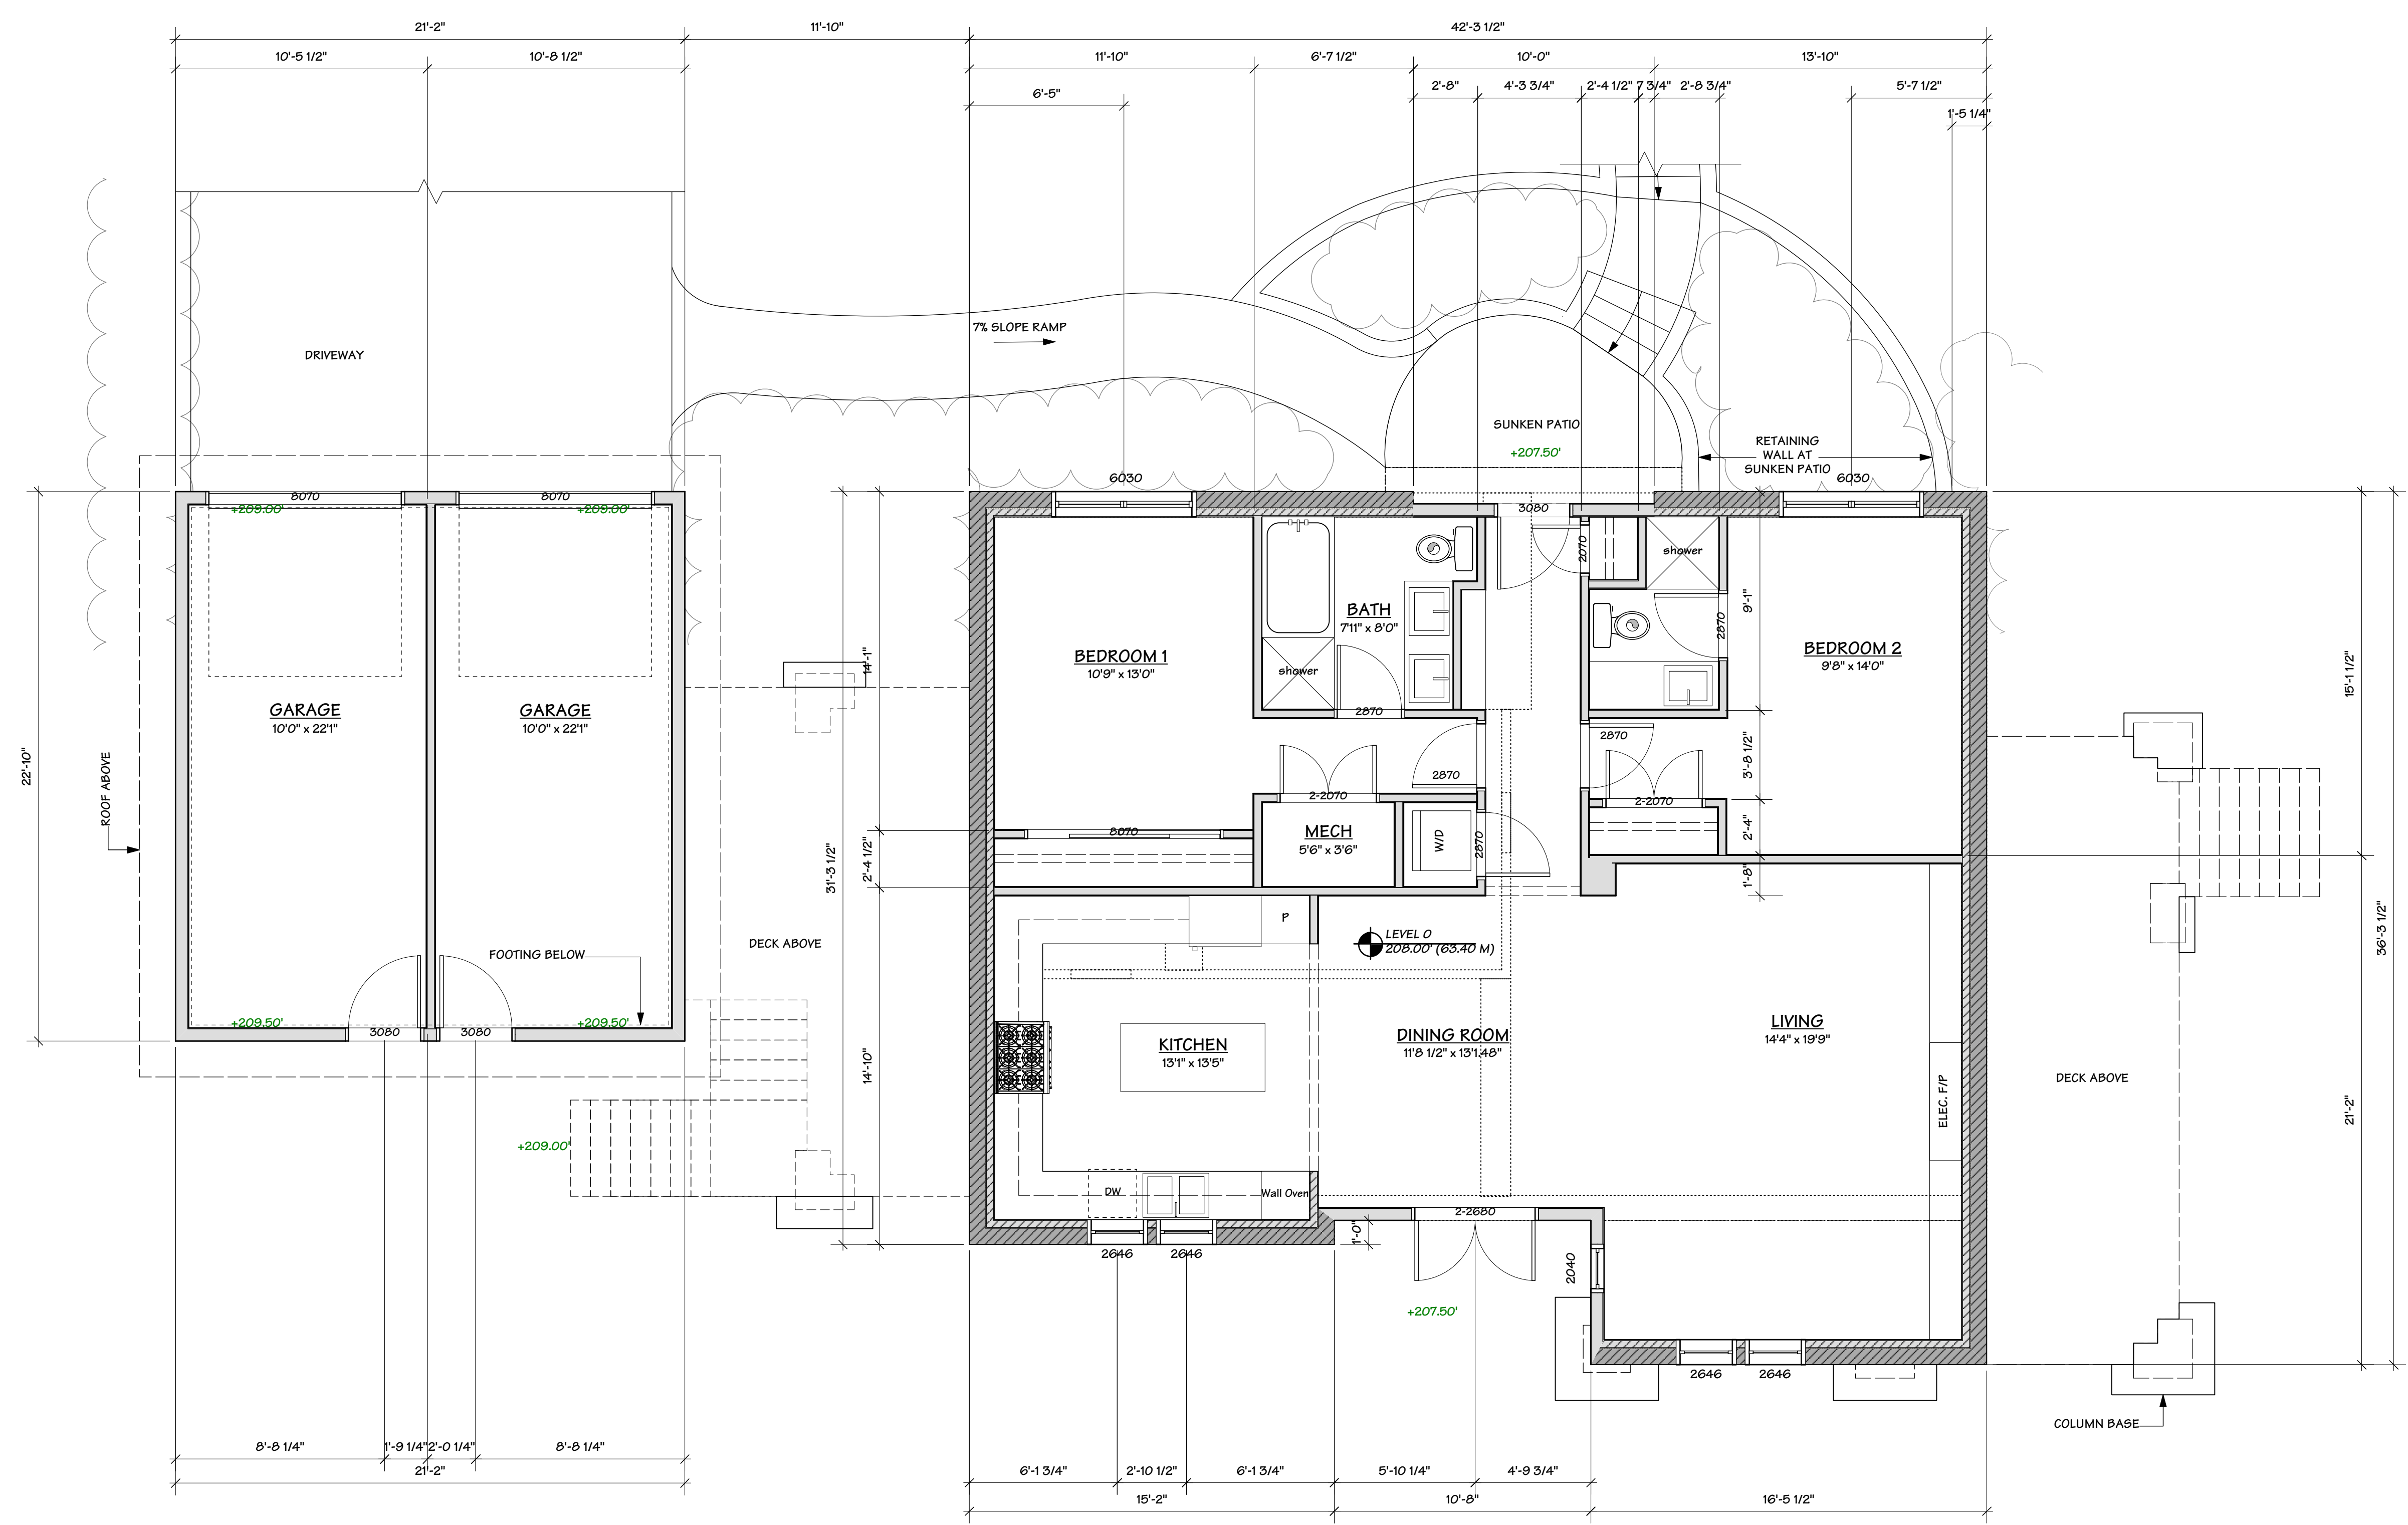 21'-2"
11'-10"
42'-3 1/2"
10'-5 1/2"
10'-8 1/2"
11'-10"
6'-7 1/2"
10'-0"
13'-10"
6'-5"
2'-8"
4'-3 3/4"
2'-4 1/2"
7 3/4"
2'-8 3/4"
5'-7 1/2"
1'-5 1/4"
7% SLOPE RAMP
DRIVEWAY
SUNKEN PATIO
+207.50'
RETAINING
WALL AT
SUNKEN PATIO
6030
6030
8070
8070
+209.00'
+209.00'
3080
2070
shower
BATH
7'11" x 8'0"
2870
9'-1"
BEDROOM 1
10'9" x 13'0"
BEDROOM 2
9'8" x 14'0"
14'-1"
15'-1 1/2"
shower
GARAGE
10'0" x 22'1"
GARAGE
10'0" x 22'1"
2870
2870
22'-10"
ROOF ABOVE
3'-8 1/2"
2870
2-2070
2-2070
8070
MECH
5'6" x 3'6"
W/D
2870
2'-4"
31'-3 1/2"
2'-4 1/2"
1'-8"
P
36'-3 1/2"
LEVEL 0
208.00' (63.40 M)
DECK ABOVE
FOOTING BELOW
+209.50'
+209.50'
3080
3080
KITCHEN
13'1" x 13'5"
DINING ROOM
11'8 1/2" x 13'1.48"
LIVING
14'4" x 19'9"
14'-10"
ELEC. F/P
DECK ABOVE
21'-2"
+209.00'
DW
Wall Oven
2-2680
1'-0"
2646
2646
2040
+207.50'
2646
2646
COLUMN BASE
8'-8 1/4"
1'-9 1/4"
2'-0 1/4"
8'-8 1/4"
21'-2"
6'-1 3/4"
2'-10 1/2"
6'-1 3/4"
5'-10 1/4"
4'-9 3/4"
15'-2"
10'-8"
16'-5 1/2"